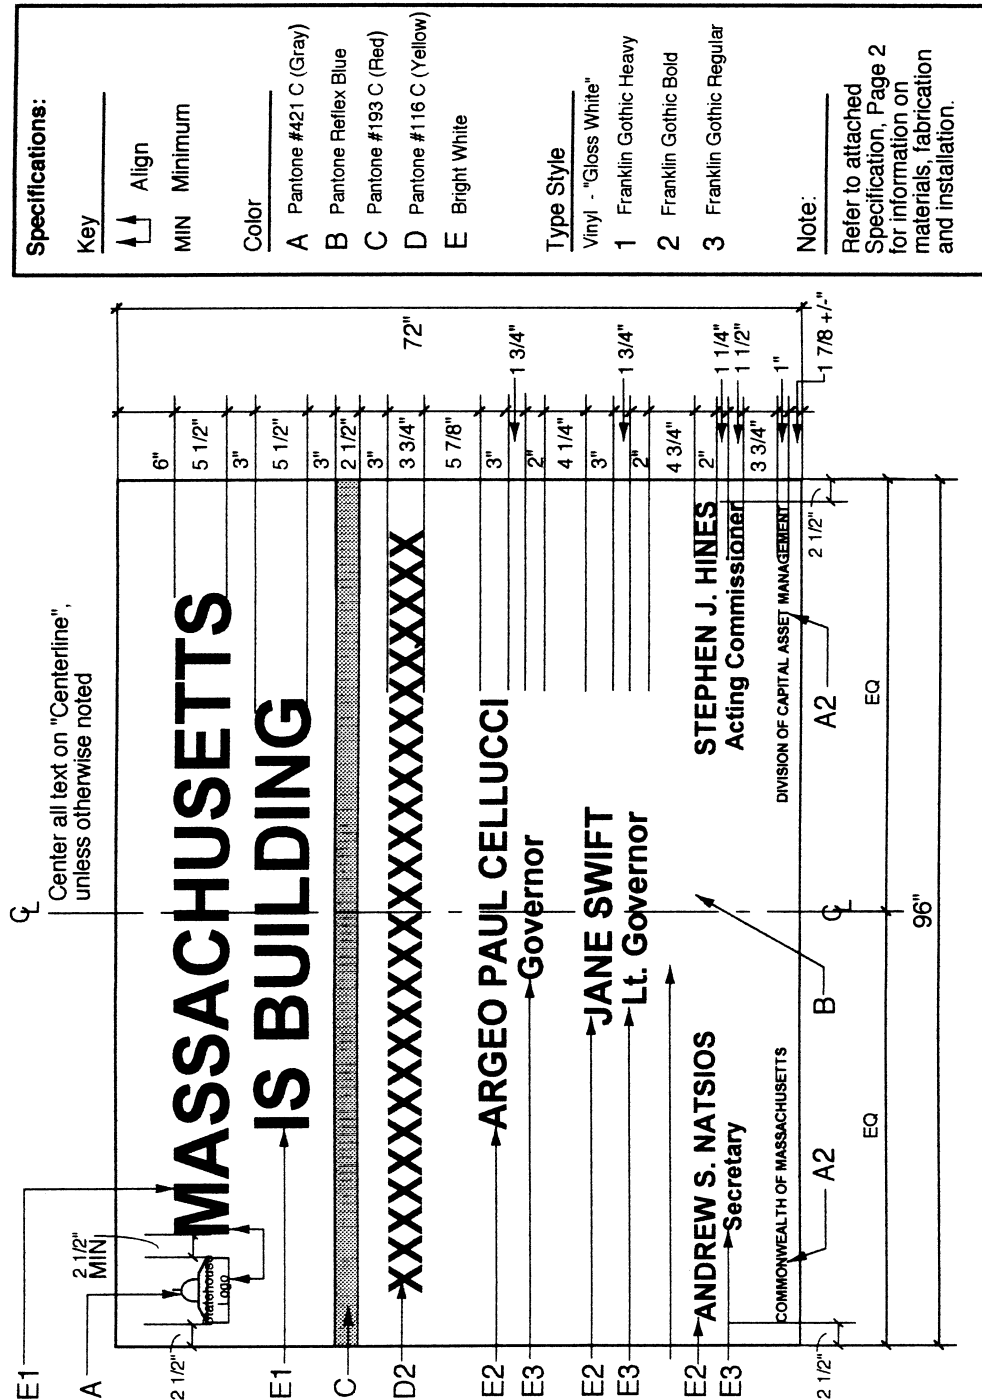 Specifications:
Key
Align
MIN Minimum
Color
A Pantone #421 C (Gray)
B Pantone Reflex Blue
C Pantone #193 C (Red)
D Pantone #116 C (Yellow)
E Bright White
Type Style
Vinyl - "Gloss White"
1 Franklin Gothic Heavy
2 Franklin Gothic Bold
3 Franklin Gothic Regular
Note:
Refer to attached
Specification, Page 2
for information on
materials, fabrication
and installation.
CL
Center all text on "Centerline",
unless otherwise noted
E1
A
2 1/2"
2 1/2"
MIN
Statehouse
Logo
MASSACHUSETTS
E1
IS BUILDING
C
D2
XXXXXXXXXXXXXXXXXXXXXXX
E2
ARGEO PAUL CELLUCCI
E3
Governor
E2
JANE SWIFT
E3
Lt. Governor
E2
ANDREW S. NATSIOS
E3
Secretary
STEPHEN J. HINES
Acting Commissioner
COMMONWEALTH OF MASSACHUSETTS
DIVISION OF CAPITAL ASSET MANAGEMENT
2 1/2"
A2
B
CL
A2
2 1/2"
EQ
EQ
96"
6"
5 1/2"
3"
5 1/2"
3"
2 1/2"
3"
3 3/4"
5 7/8"
3"
1 3/4"
2"
4 1/4"
3"
1 3/4"
2"
4 3/4"
2"
1 1/4"
1 1/2"
3 3/4"
1"
1 7/8 +/-"
72"